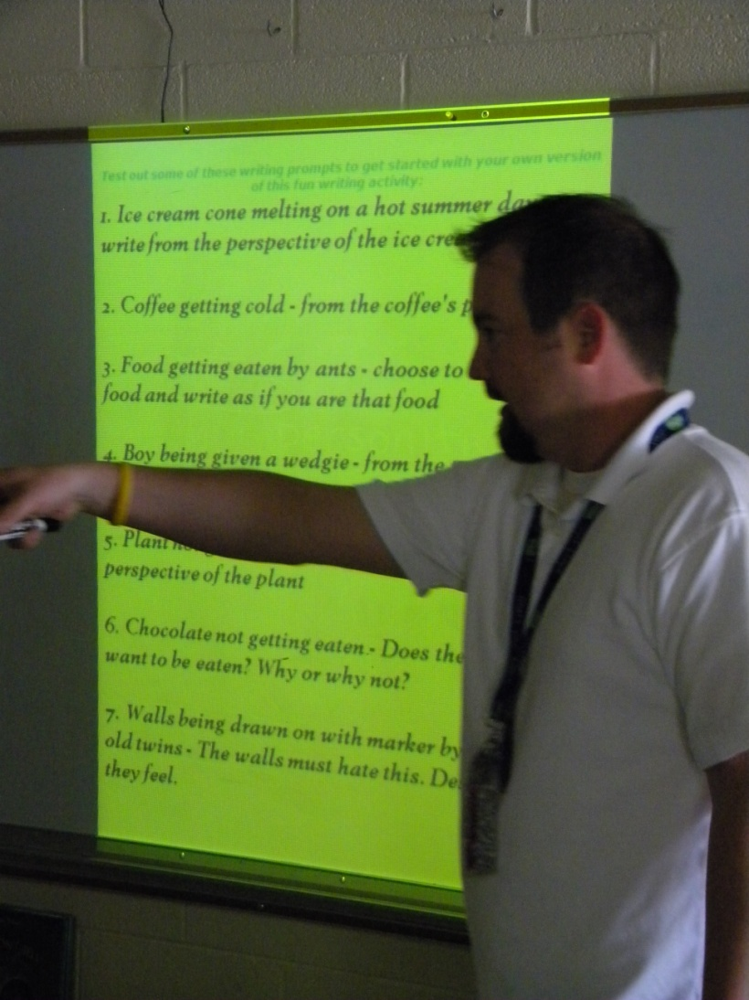 Test out some of these writing prompts to get started with your own version
of this fun writing activity:
1. Ice cream cone melting on a hot summer
write from the perspective of the ice
2. Coffee getting cold - from the coffee's
3. Food getting eaten by ants - choose to
food and write as if you are that food
4. Boy being given a wedgie - from the
5. Plant
perspective of the plant
6. Chocolate not getting eaten - Does the
want to be eaten? Why or why not?
7. Walls being drawn on with marker by
old twins - The walls must hate this.
they feel.